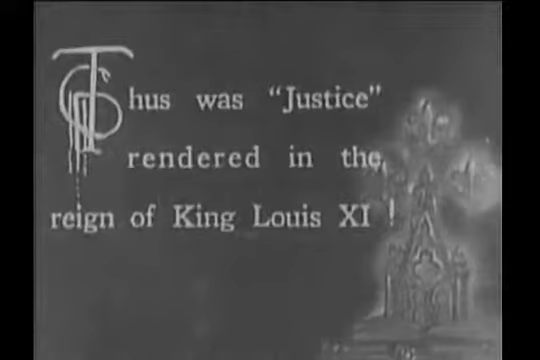 Thus was "Justice"
rendered in the
reign of King Louis XI !